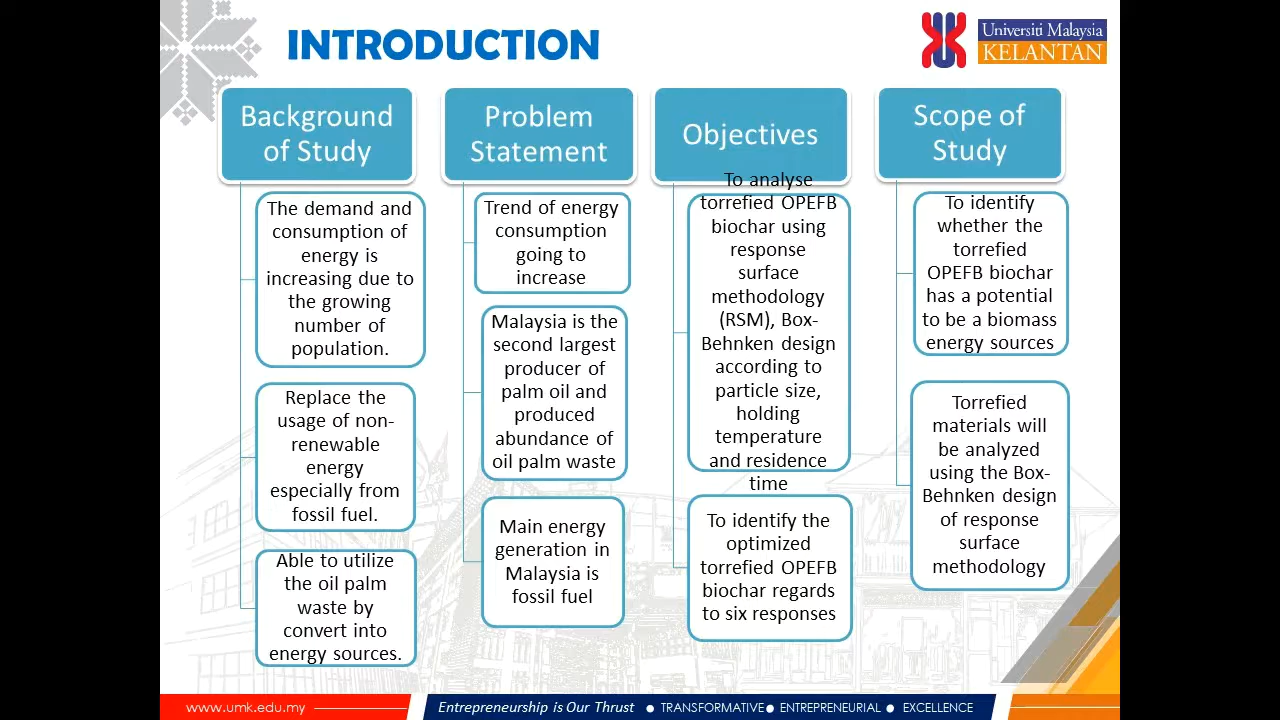 INTRODUCTION
Universiti Malaysia
KELANTAN
Background
of Study
The demand and
consumption of
energy is
increasing due to
the growing
number of
population.
Replace the
usage of non-
renewable
energy
especially from
fossil fuel.
Able to utilize
the oil palm
waste by
convert into
energy sources.
Problem
Statement
Trend of energy
consumption
going to
increase
Malaysia is the
second largest
producer of
palm oil and
produced
abundance of
oil palm waste
Main energy
generation in
Malaysia is
fossil fuel
Objectives
To analyse
torrefied OPEFB
biochar using
response
surface
methodology
(RSM), Box-
Behnken design
according to
particle size,
holding
temperature
and residence
time
To identify the
optimized
torrefied OPEFB
biochar regards
to six responses
Scope of
Study
To identify
whether the
torrefied
OPEFB biochar
has a potential
to be a biomass
energy sources
Torrefied
materials will
be analyzed
using the Box-
Behnken design
of response
surface
methodology
www.umk.edu.my
Entrepreneurship is Our Thrust ● TRANSFORMATIVE ● ENTREPRENEURIAL ● EXCELLENCE